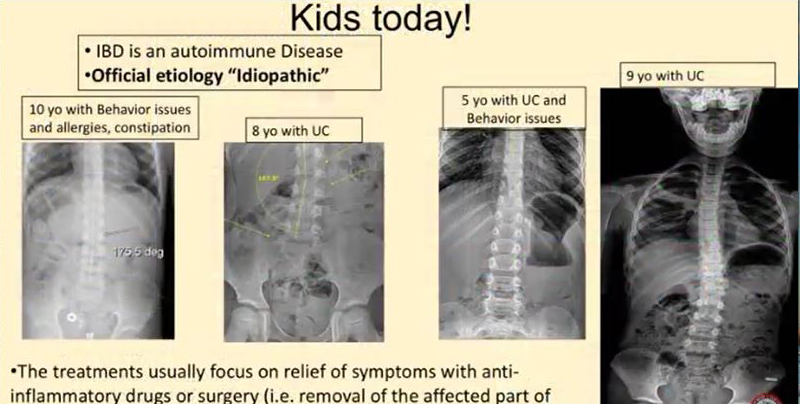 Kids today!
• IBD is an autoimmune Disease
•Official etiology “Idiopathic”
10 yo with Behavior issues
and allergies, constipation
8 yo with UC
5 yo with UC and
Behavior issues
9 yo with UC
175.5 deg
•The treatments usually focus on relief of symptoms with anti-
inflammatory drugs or surgery (i.e. removal of the affected part of